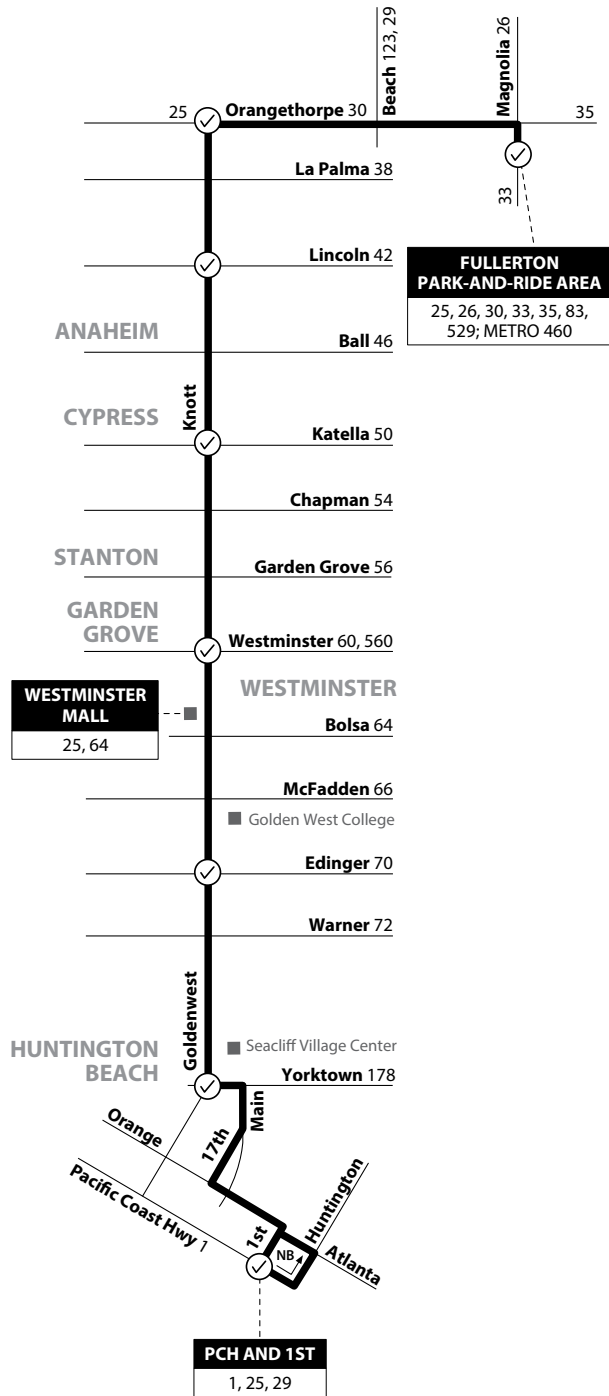 Beach 123, 29
Magnolia 26
25
Orangethorpe 30
35
La Palma 38
33
Lincoln 42
FULLERTON
PARK-AND-RIDE AREA
25, 26, 30, 33, 35, 83,
529; METRO 460
ANAHEIM
Ball 46
Knott
CYPRESS
Katella 50
Chapman 54
STANTON
Garden Grove 56
GARDEN
GROVE
Westminster 60, 560
WESTMINSTER
WESTMINSTER
MALL
25, 64
Bolsa 64
McFadden 66
Golden West College
Edinger 70
Warner 72
Goldenwest
HUNTINGTON
BEACH
Seacliff Village Center
Yorktown 178
Main
Orange
17th
Pacific Coast Hwy 1
1st
NB
Huntington
Atlanta
PCH AND 1ST
1, 25, 29